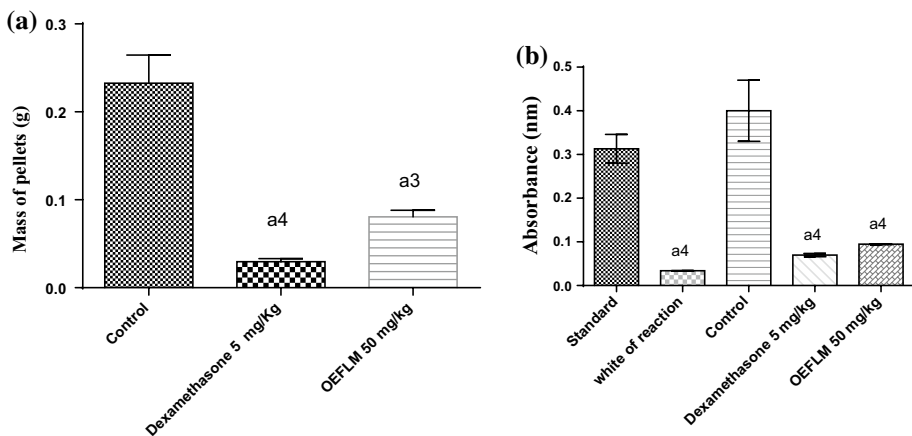 (a)
Mass of pellets (g)
0.3
0.2
0.1
0.0
a4
a3
Control
Dexamethasone 5 mg/Kg
OEFLM 50 mg/kg
(b)
Absorbance (nm)
0.5
0.4
0.3
0.2
0.1
0.0
a4
a4
a4
Standard
white of reaction
Control
Dexamethasone 5 mg/kg
OEFLM 50 mg/kg